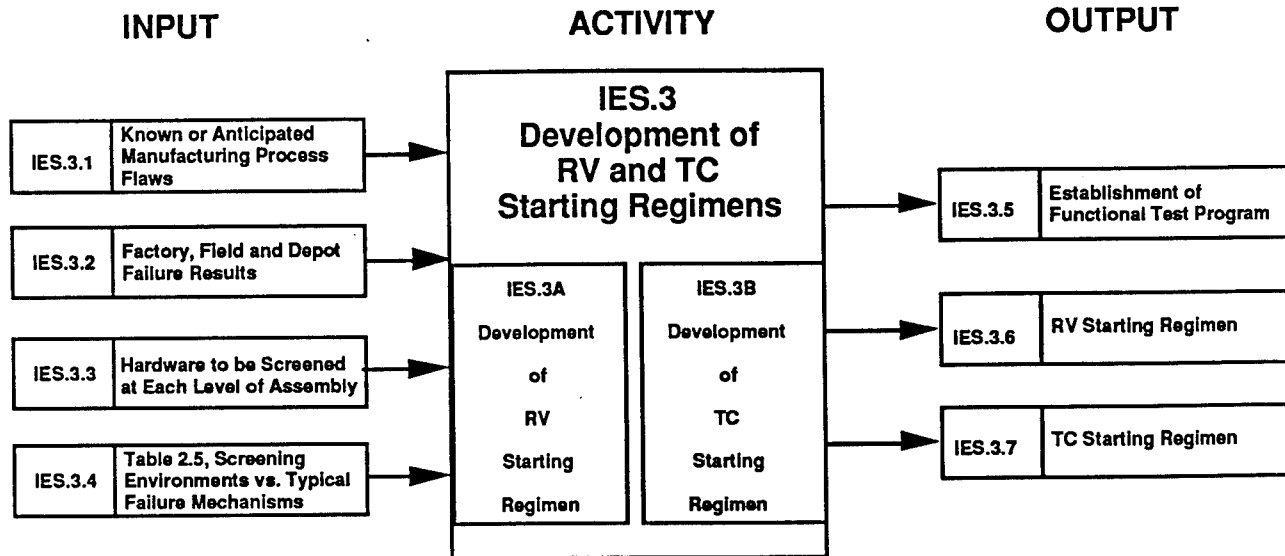 INPUT
ACTIVITY
OUTPUT
IES.3.1
Known or Anticipated
Manufacturing Process
Flaws
IES.3.2
Factory, Field and Depot
Failure Results
IES.3.3
Hardware to be Screened
at Each Level of Assembly
IES.3.4
Table 2.5, Screening
Environments vs. Typical
Failure Mechanisms
IES.3
Development of
RV and TC
Starting Regimens
IES.3A
Development
of
RV
Starting
Regimen
IES.3B
Development
of
TC
Starting
Regimen
IES.3.5
Establishment of
Functional Test Program
IES.3.6
RV Starting Regimen
IES.3.7
TC Starting Regimen